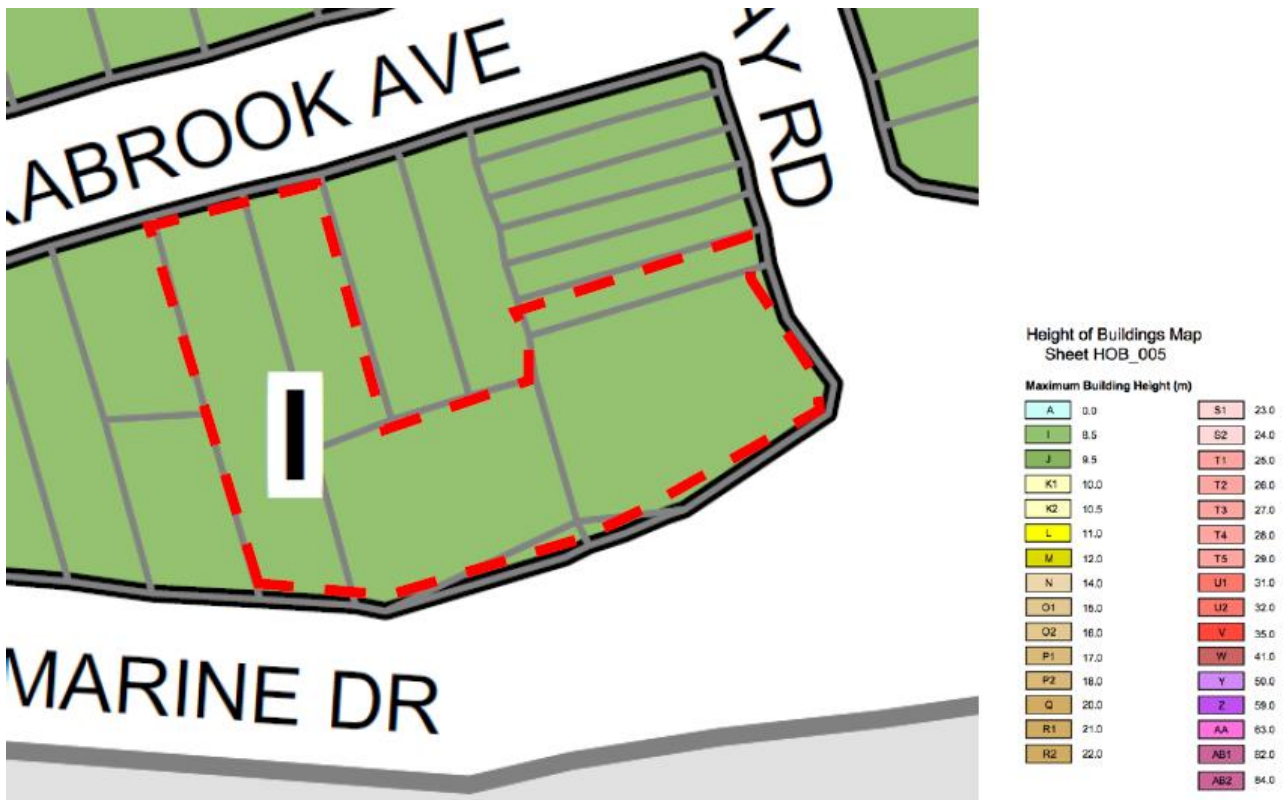 RABROOK AVE
AY RD
I
MARINE DR
Height of Buildings Map
Sheet HOB_005
Maximum Building Height (m)
A 0.0
I 8.5
J 9.5
K1 10.0
K2 10.5
L 11.0
M 12.0
N 14.0
O1 15.0
O2 16.0
P1 17.0
P2 18.0
Q 20.0
R1 21.0
R2 22.0
S1 23.0
S2 24.0
T1 25.0
T2 26.0
T3 27.0
T4 28.0
T5 29.0
U1 31.0
U2 32.0
V 35.0
W 41.0
Y 50.0
Z 59.0
AA 63.0
AB1 82.0
AB2 84.0